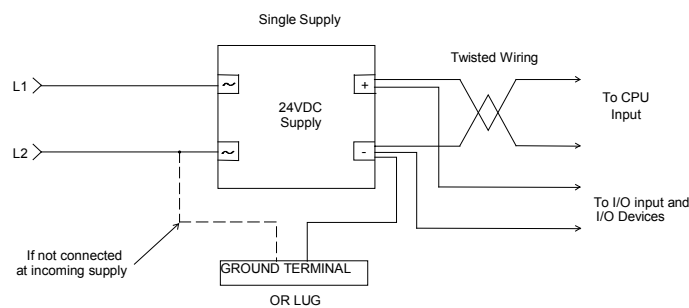 Single Supply
Twisted Wiring
L1
~
+
24VDC
Supply
To CPU
Input
L2
~
-
To I/O input and
I/O Devices
If not connected
at incoming supply
GROUND TERMINAL
OR LUG